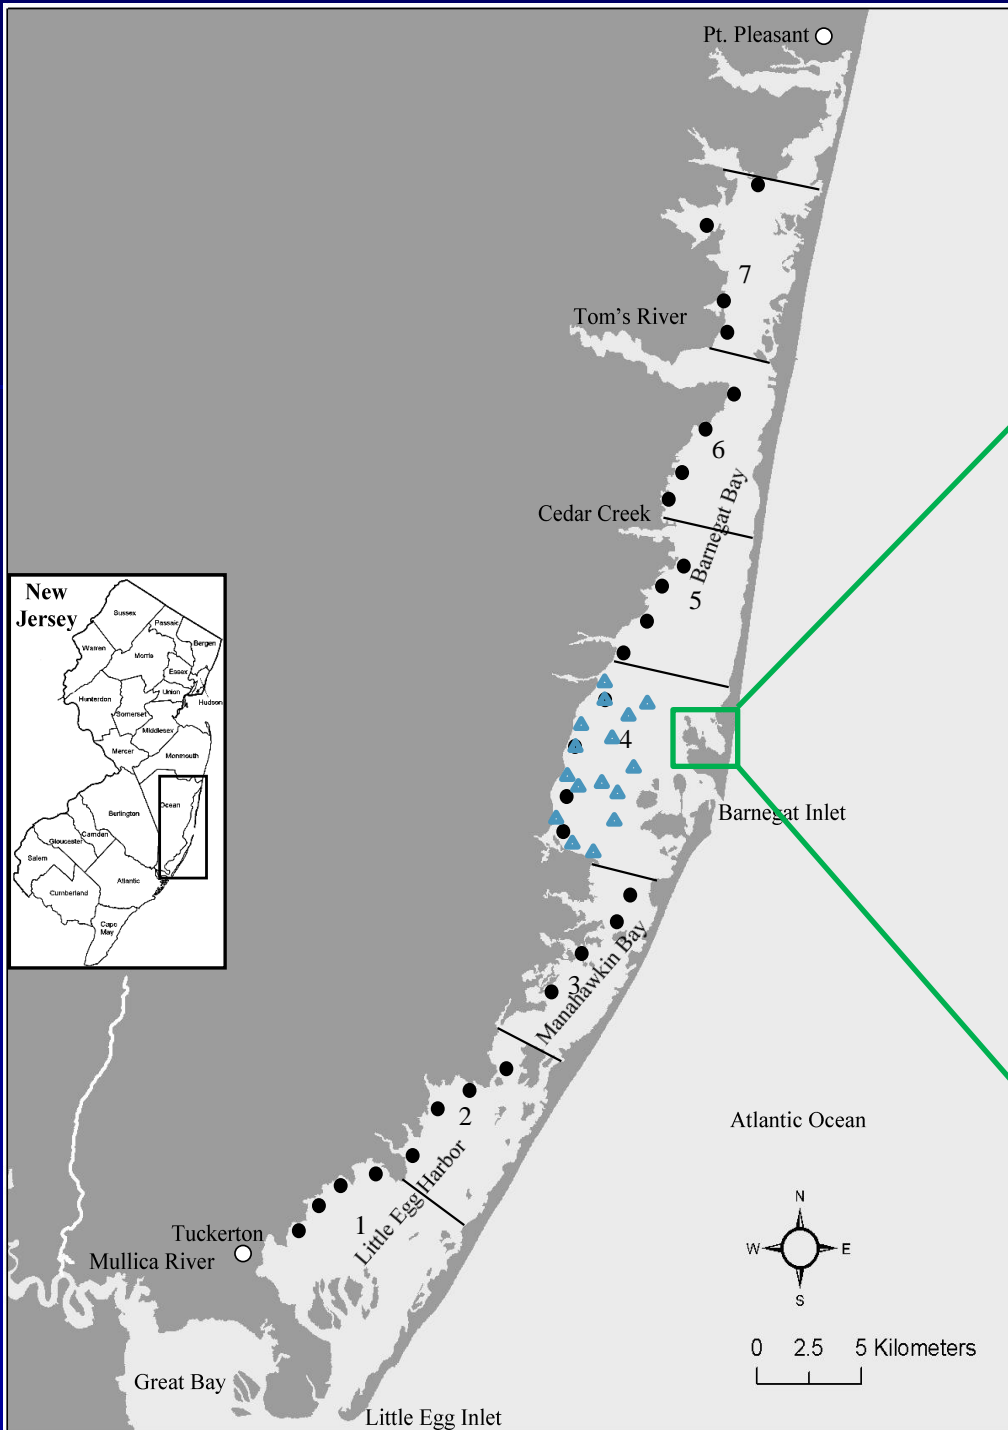 Pt. Pleasant
7
Tom's River
6
Barnegat Bay
Cedar Creek
5
New
Jersey
Sussex
Passaic
Bergen
Warren
Morris
Essex
Union
Hudson
Hunterdon
Somerset
Middlesex
Mercer
Monmouth
Ocean
Burlington
Camden
Gloucester
Salem
Atlantic
Cumberland
Cape
May
4
Barnegat Inlet
3
Manahawkin Bay
2
Atlantic Ocean
Little Egg Harbor
1
Tuckerton
Mullica River
N
W
E
S
0 2.5 5 Kilometers
Great Bay
Little Egg Inlet